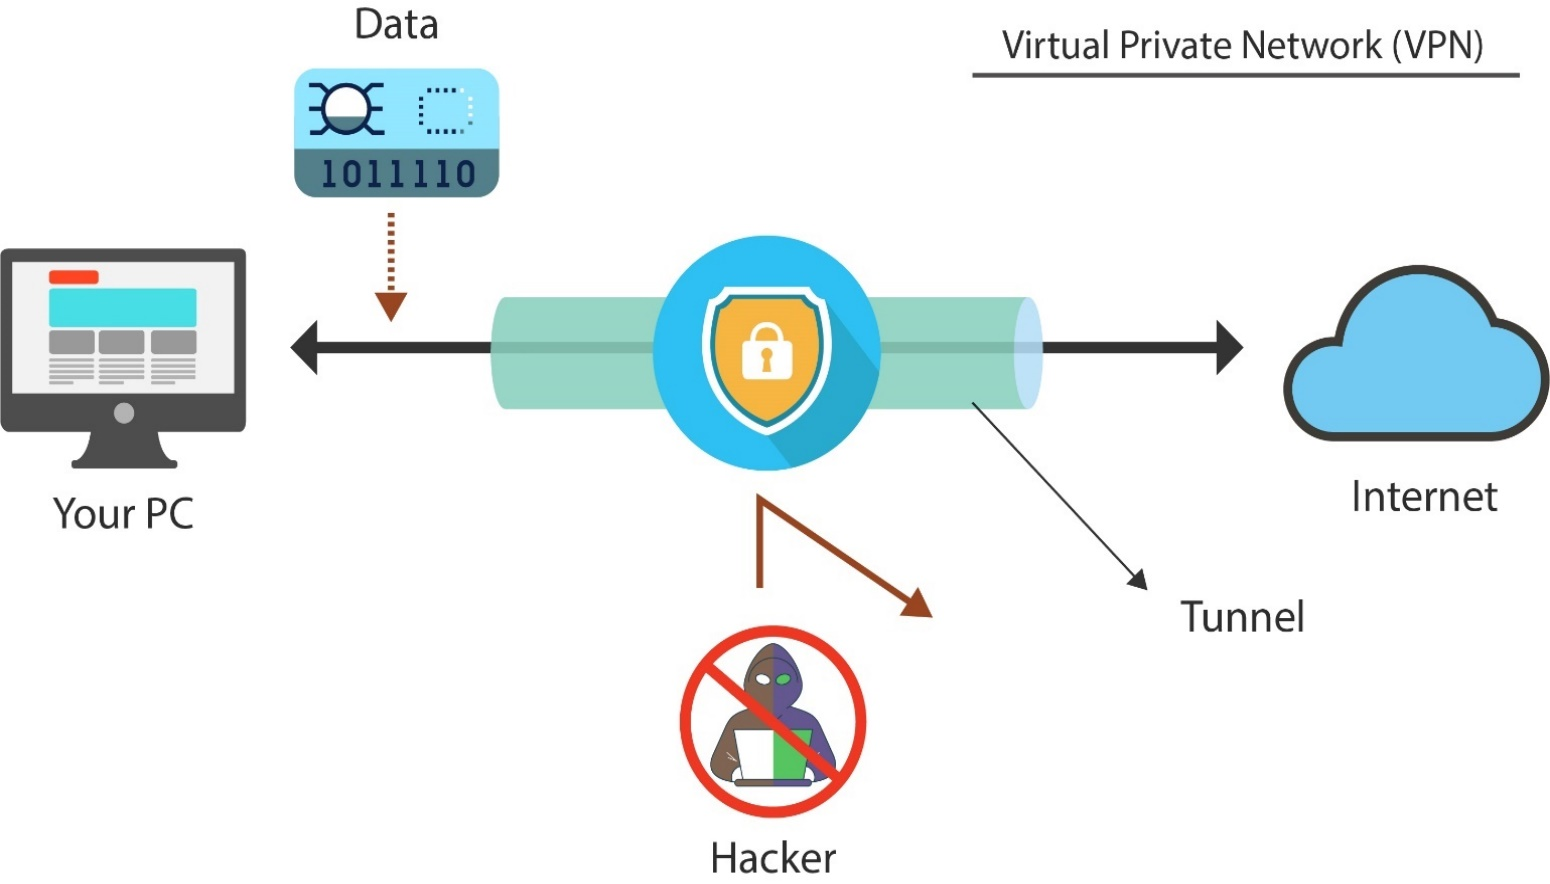 Data
Virtual Private Network (VPN)
1011110
Your PC
Internet
Tunnel
Hacker